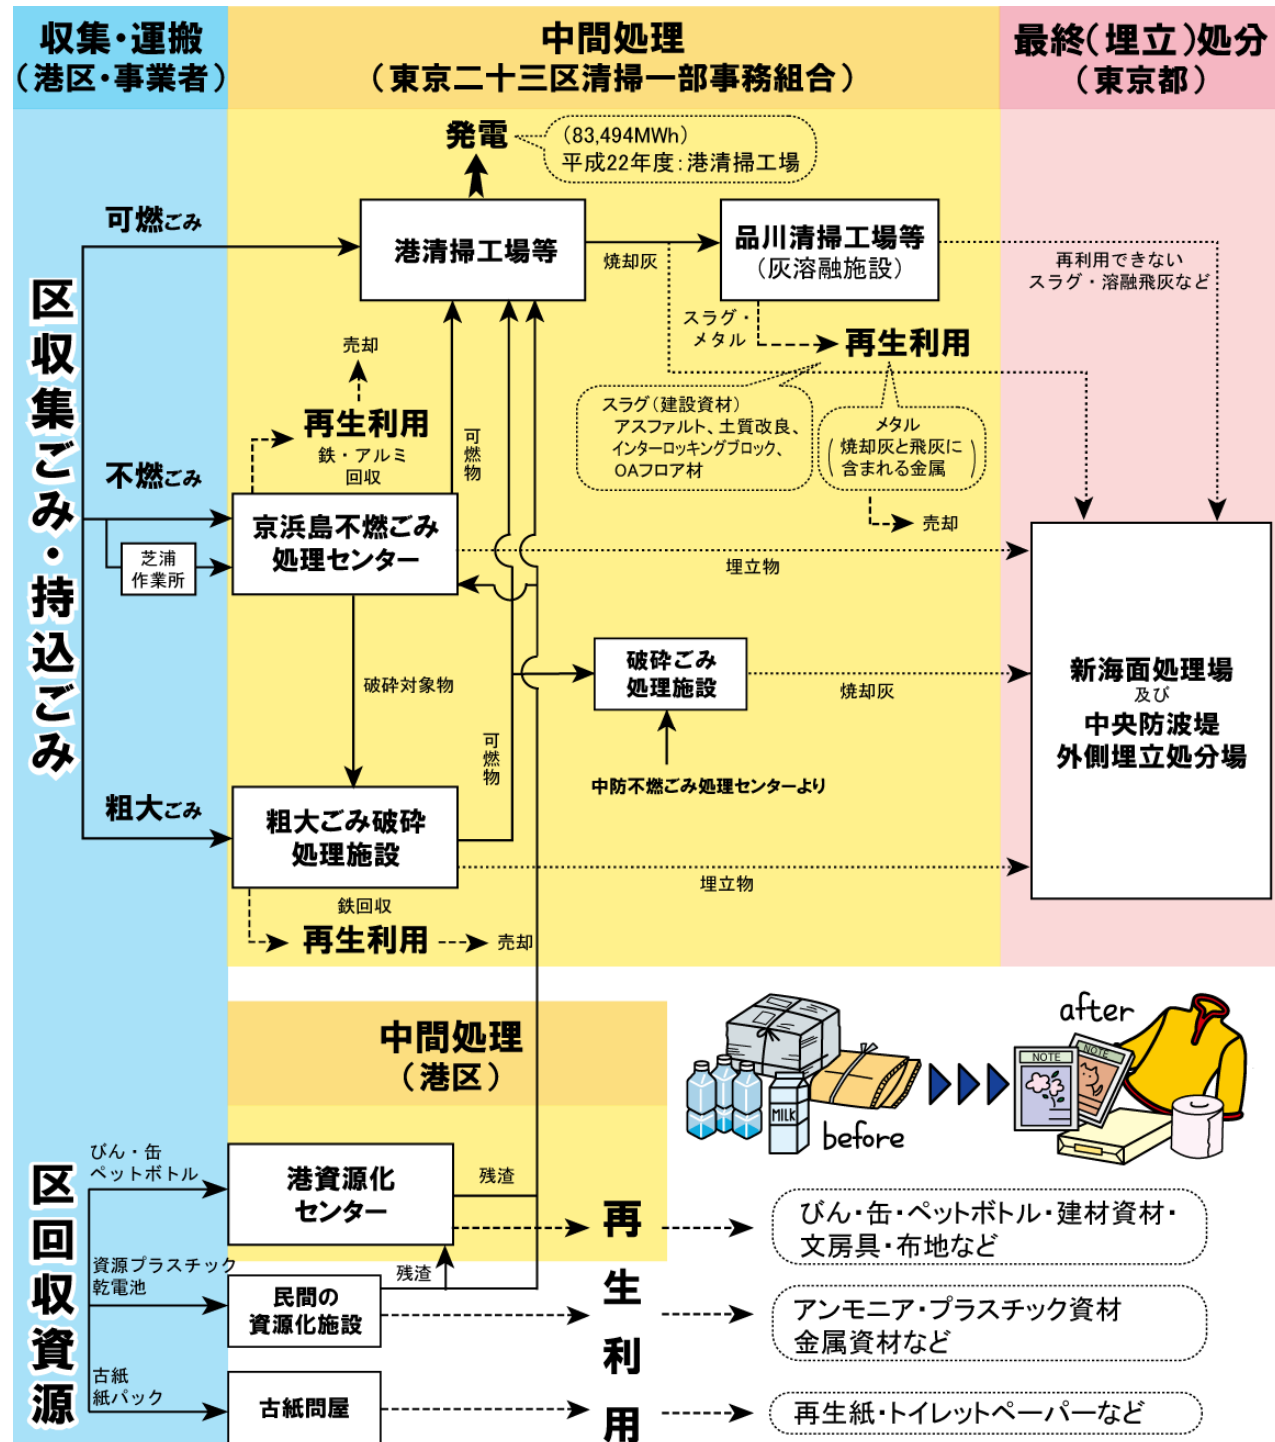 収集・運搬
（港区・事業者）
中間処理
（東京二十三区清掃一部事務組合）
最終（埋立）処分
（東京都）
発電
（83,494MWh）
平成22年度：港清掃工場
区収集ごみ・持込ごみ
可燃ごみ
港清掃工場等
焼却灰
品川清掃工場等
（灰溶融施設）
再利用できない
スラグ・溶融飛灰など
スラグ・
メタル
再生利用
売却
再生利用
鉄・アルミ
回収
可燃物
スラグ（建設資材）
アスファルト、土質改良、
インターロッキングブロック、
OAフロア材
メタル
（焼却灰と飛灰に
含まれる金属）
売却
不燃ごみ
芝浦
作業所
京浜島不燃ごみ
処理センター
埋立物
破砕対象物
破砕ごみ
処理施設
焼却灰
中防不燃ごみ処理センターより
新海面処理場
及び
中央防波堤
外側埋立処分場
可燃物
粗大ごみ
粗大ごみ破砕
処理施設
埋立物
鉄回収
再生利用
売却
中間処理
（港区）
before
after
MILK
NOTE
NOTE
区回収資源
びん・缶
ペットボトル
港資源化
センター
残渣
資源プラスチック
乾電池
民間の
資源化施設
残渣
古紙
紙パック
古紙問屋
再生利用
びん・缶・ペットボトル・建材資材・
文房具・布地など
アンモニア・プラスチック資材
金属資材など
再生紙・トイレットペーパーなど